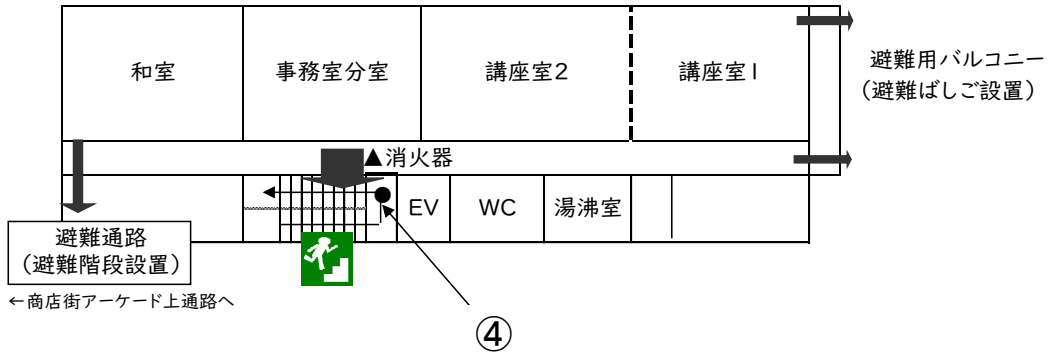 和室
事務室分室
講座室2
講座室1
避難用バルコニー
(避難ばしご設置)
▲消火器
EV
WC
湯沸室
避難通路
(避難階段設置)
←商店街アーケード上通路へ
④